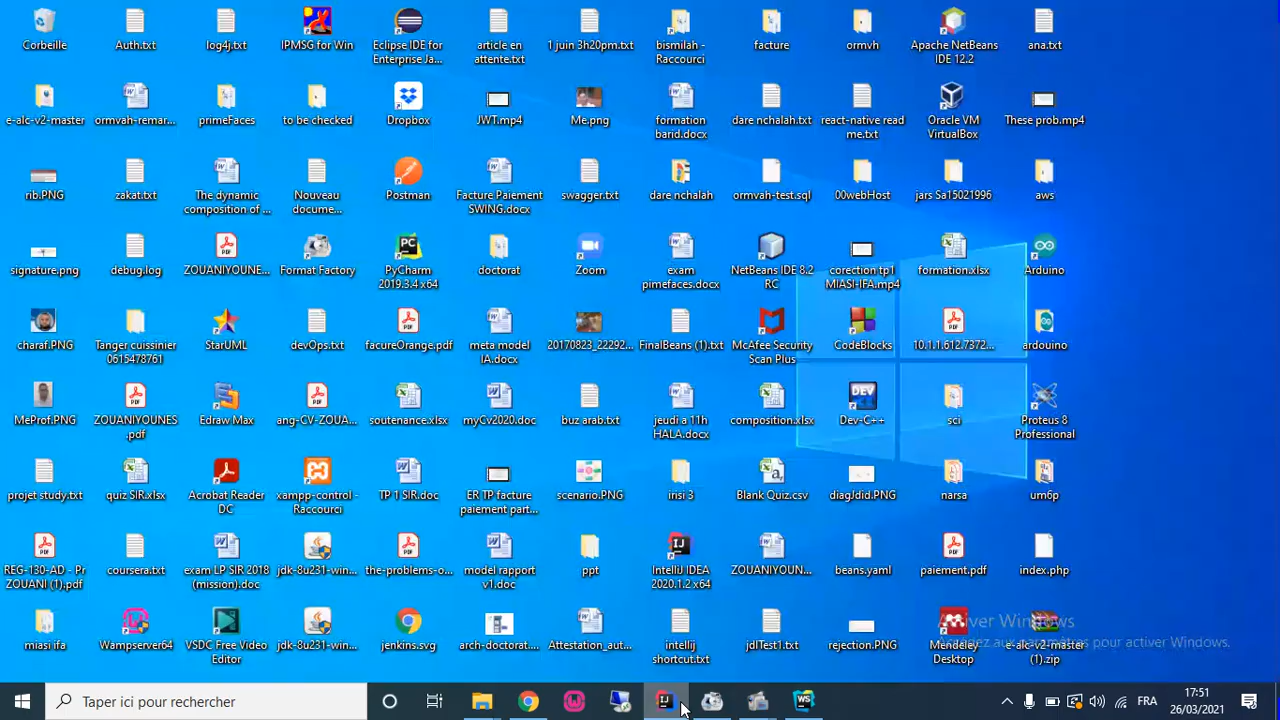 Corbeille
Auth.txt
log4j.txt
IPMSG for Win
Eclipse IDE for
Enterprise Ja...
article en
attente.txt
1 juin 3h20pm.txt
bismilah -
Raccourci
facture
ormvh
Apache NetBeans
IDE 12.2
ana.txt
e-alc-v2-master
ormvah-remar...
primeFaces
to be checked
Dropbox
JWT.mp4
Me.png
formation
barid.docx
dare nchalah.txt
react-native read
me.txt
Oracle VM
VirtualBox
These prob.mp4
rib.PNG
zakat.txt
The dynamic
composition of ...
Nouveau
docume...
Postman
Facture Paiement
SWING.docx
swagger.txt
dare nchalah
ormvah-test.sql
00webHost
jars Sa15021996
aws
signature.png
debug.log
ZOUANIYOUNE...
Format Factory
PC
PyCharm
2019.3.4 x64
doctorat
Zoom
exam
pimefaces.docx
NetBeans IDE 8.2
RC
corection tp1
MIASI-IFA.mp4
formation.xlsx
Arduino
charaf.PNG
Tanger cuissinier
0615478761
StarUML
devOps.txt
facureOrange.pdf
meta model
IA.docx
20170823_22292...
FinalBeans (1).txt
McAfee Security
Scan Plus
CodeBlocks
10.1.1.612.7372...
ardouino
MeProf.PNG
ZOUANIYOUNES
.pdf
Edraw Max
ang-CV-ZOUA...
soutenance.xlsx
myCv2020.doc
buz arab.txt
jeudi a 11h
HALA.docx
composition.xlsx
DEV
Dev-C++
sci
Proteus 8
Professional
projet study.txt
quiz SIR.xlsx
Acrobat Reader
DC
xampp-control -
Raccourci
TP 1 SIR.doc
ER TP facture
paiement part...
scenario.PNG
insi 3
Blank Quiz.csv
diagJdid.PNG
narsa
um6p
REG-130-AD - Pr
ZOUANI (1).pdf
coursera.txt
exam LP SIR 2018
(mission).doc
jdk-8u231-win...
the-problems-o...
model rapport
v1.doc
ppt
IJ
IntelliJ IDEA
2020.1.2 x64
ZOUANIYOUN...
beans.yaml
paiement.pdf
index.php
miasi ifa
Wampserver64
VSDC Free Video
Editor
jdk-8u231-win...
jenkins.svg
arch-doctorat....
Attestation_aut...
intellij
shortcut.txt
jdlTest1.txt
rejection.PNG
Mendeley
Desktop
e-alc-v2-master
(1).zip
Taper ici pour rechercher
IJ
WS
FRA
17:51
26/03/2021